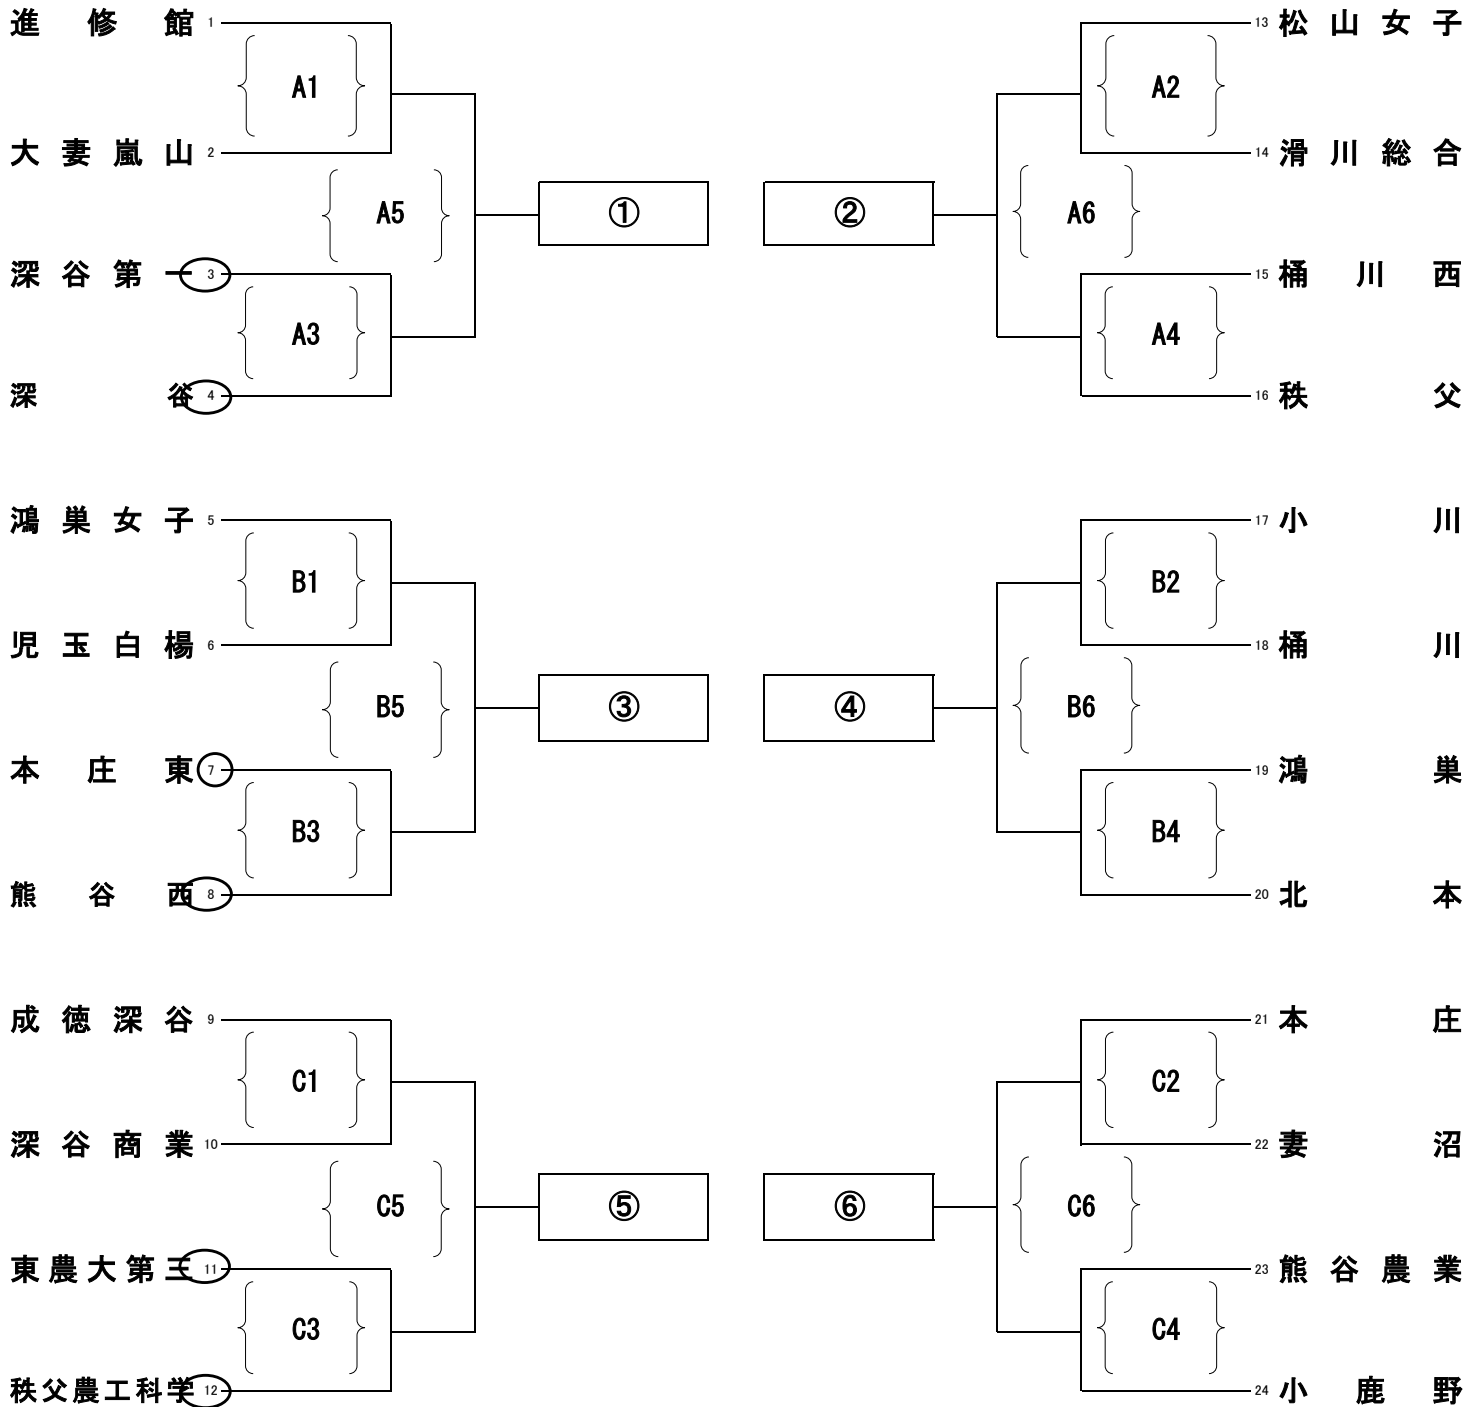 進修館 1 13 松山女子
A1 A2
大妻嵐山 2 14 滑川総合
A5 ① ② A6
深谷第一 3 15 桶川西
A3 A4
深谷 4 16 秩父
鴻巣女子 5 17 小川
B1 B2
児玉白楊 6 18 桶川
B5 ③ ④ B6
本庄東 7 19 鴻巣
B3 B4
熊谷西 8 20 北本
成徳深谷 9 21 本庄
C1 C2
深谷商業 10 22 妻沼
C5 ⑤ ⑥ C6
東農大第三 11 23 熊谷農業
C3 C4
秩父農工科学 12 24 小鹿野